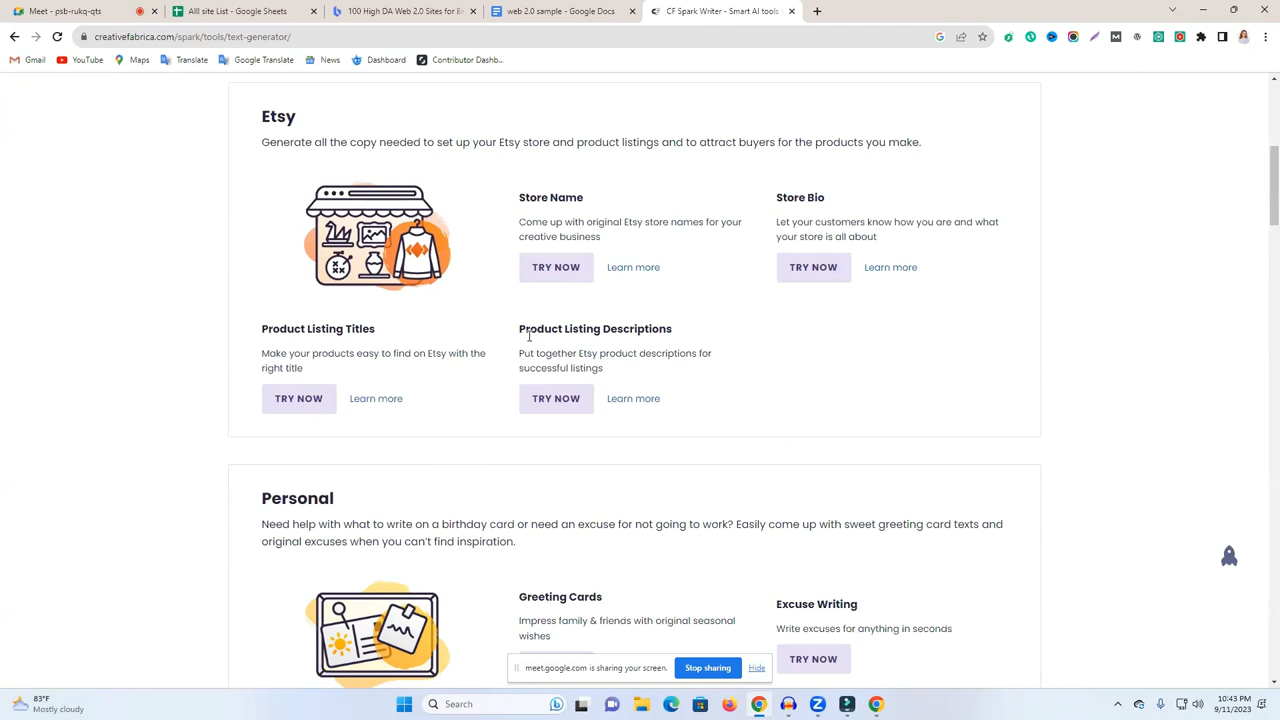 Meet - psb-rukq-qts
Alll site List - Google Sheets
100 High DA Web 2.0 Sites for B
web 2.0 sample - Google Docs
CF Spark Writer - Smart AI tools
creativefabrica.com/spark/tools/text-generator/
Gmail
YouTube
Maps
Translate
Google Translate
News
Dashboard
Contributor Dashb...
Etsy
Generate all the copy needed to set up your Etsy store and product listings and to attract buyers for the products you make.
Store Name
Come up with original Etsy store names for your
creative business
TRY NOW
Learn more
Store Bio
Let your customers know how you are and what
your store is all about
TRY NOW
Learn more
Product Listing Titles
Make your products easy to find on Etsy with the
right title
TRY NOW
Learn more
Product Listing Descriptions
Put together Etsy product descriptions for
successful listings
TRY NOW
Learn more
Personal
Need help with what to write on a birthday card or need an excuse for not going to work? Easily come up with sweet greeting card texts and
original excuses when you can't find inspiration.
Greeting Cards
Impress family & friends with original seasonal
wishes
Excuse Writing
Write excuses for anything in seconds
TRY NOW
meet.google.com is sharing your screen.
Stop sharing
Hide
83°F
Mostly cloudy
Search
10:43 PM
9/11/2023